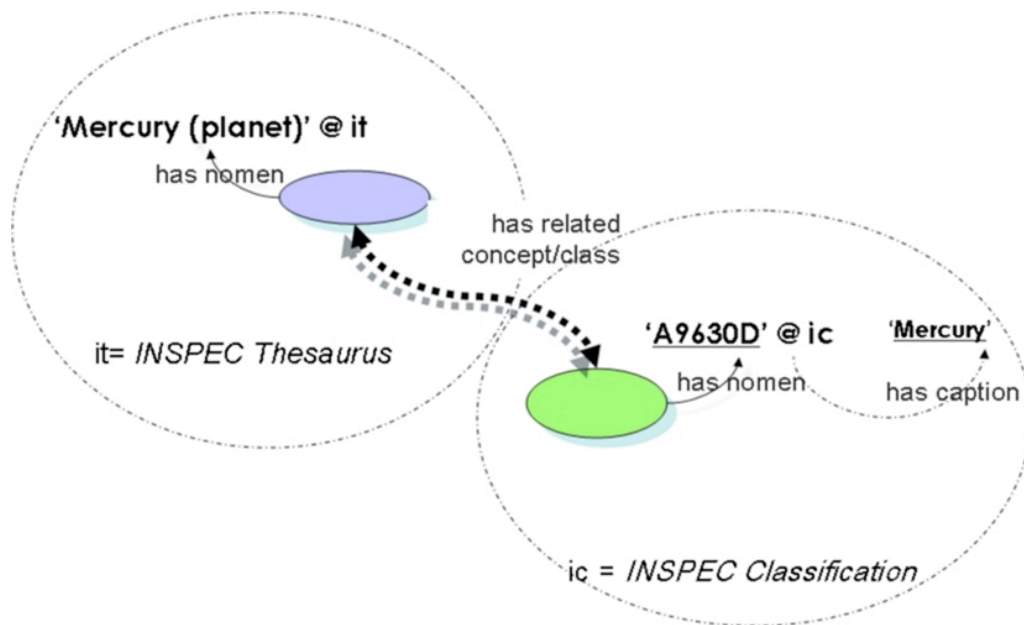 ‘Mercury (planet)’ @ it
has nomen
has related
concept/class
it= INSPEC Thesaurus
‘A9630D’ @ ic
‘Mercury’
has nomen
has caption
ic = INSPEC Classification